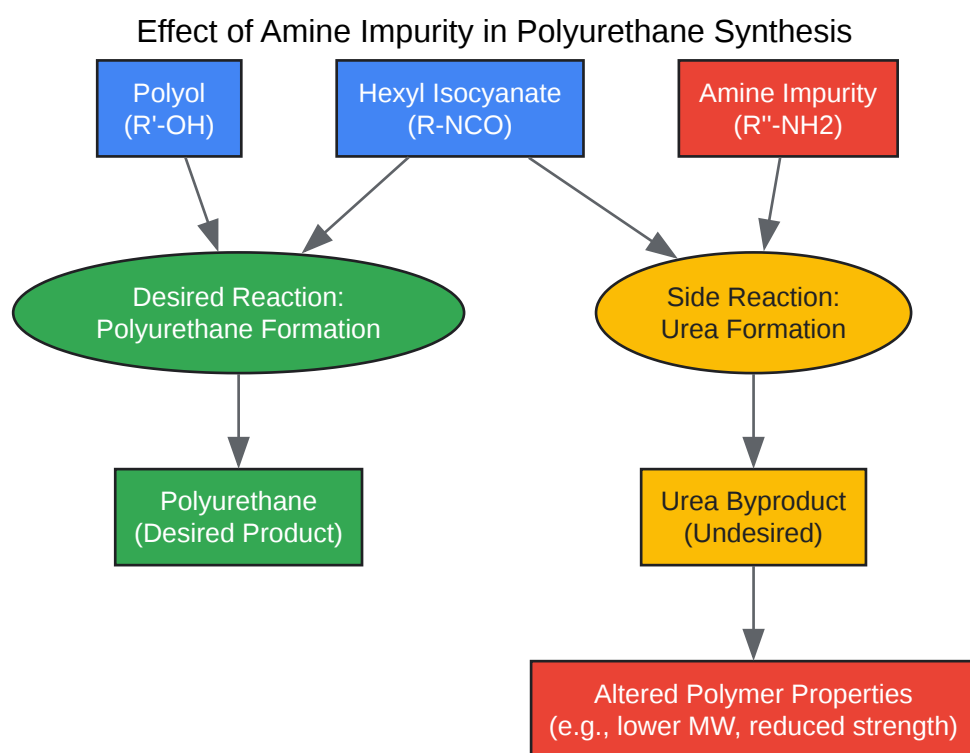 Effect of Amine Impurity in Polyurethane Synthesis
Polyol
(R'-OH)
Hexyl Isocyanate
(R-NCO)
Amine Impurity
(R''-NH2)
Desired Reaction:
Polyurethane Formation
Side Reaction:
Urea Formation
Polyurethane
(Desired Product)
Urea Byproduct
(Undesired)
Altered Polymer Properties
(e.g., lower MW, reduced strength)